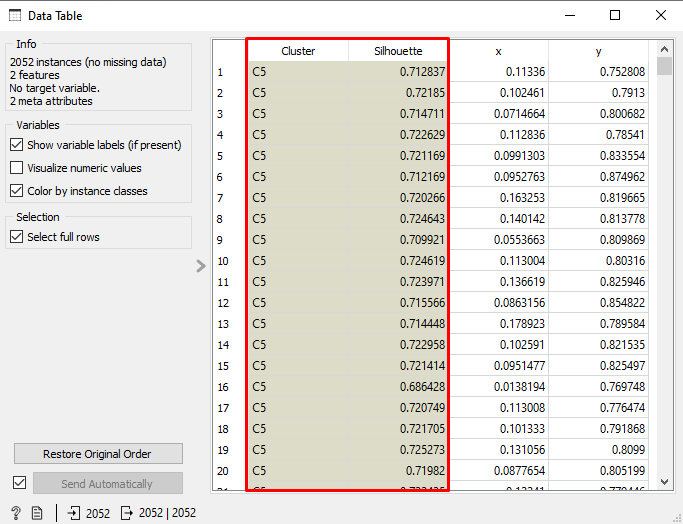 Data Table
Info
2052 instances (no missing data)
2 features
No target variable.
2 meta attributes
Variables
Show variable labels (if present)
Visualize numeric values
Color by instance classes
Selection
Select full rows
Restore Original Order
Send Automatically
2052
2052 | 2052
Cluster Silhouette x y
1 C5 0.712837 0.11336 0.752808
2 C5 0.72185 0.102461 0.7913
3 C5 0.714711 0.0714664 0.800682
4 C5 0.722629 0.112836 0.78541
5 C5 0.721169 0.0991303 0.833554
6 C5 0.712169 0.0952763 0.874962
7 C5 0.720266 0.163253 0.819665
8 C5 0.724643 0.140142 0.813778
9 C5 0.709921 0.0553663 0.809869
10 C5 0.724619 0.113004 0.80316
11 C5 0.723971 0.136619 0.825946
12 C5 0.715566 0.0863156 0.854822
13 C5 0.714448 0.178923 0.789584
14 C5 0.722958 0.102591 0.821535
15 C5 0.721414 0.0951477 0.825497
16 C5 0.686428 0.0138194 0.769748
17 C5 0.720749 0.113008 0.776474
18 C5 0.721705 0.101333 0.791868
19 C5 0.725273 0.131056 0.8099
20 C5 0.71982 0.0877654 0.805199